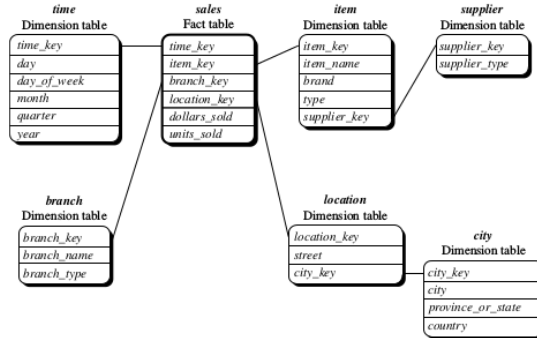 time
Dimension table
time_key
day
day_of_week
month
quarter
year
sales
Fact table
time_key
item_key
branch_key
location_key
dollars_sold
units_sold
item
Dimension table
item_key
item_name
brand
type
supplier_key
supplier
Dimension table
supplier_key
supplier_type
branch
Dimension table
branch_key
branch_name
branch_type
location
Dimension table
location_key
street
city_key
city
Dimension table
city_key
city
province_or_state
country